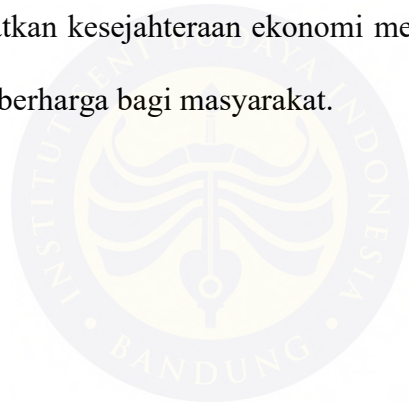 tkan kesejahteraan ekonomi me
berharga bagi masyarakat.
INSTITUT SENI BUDAYA INDONESIA
BANDUNG